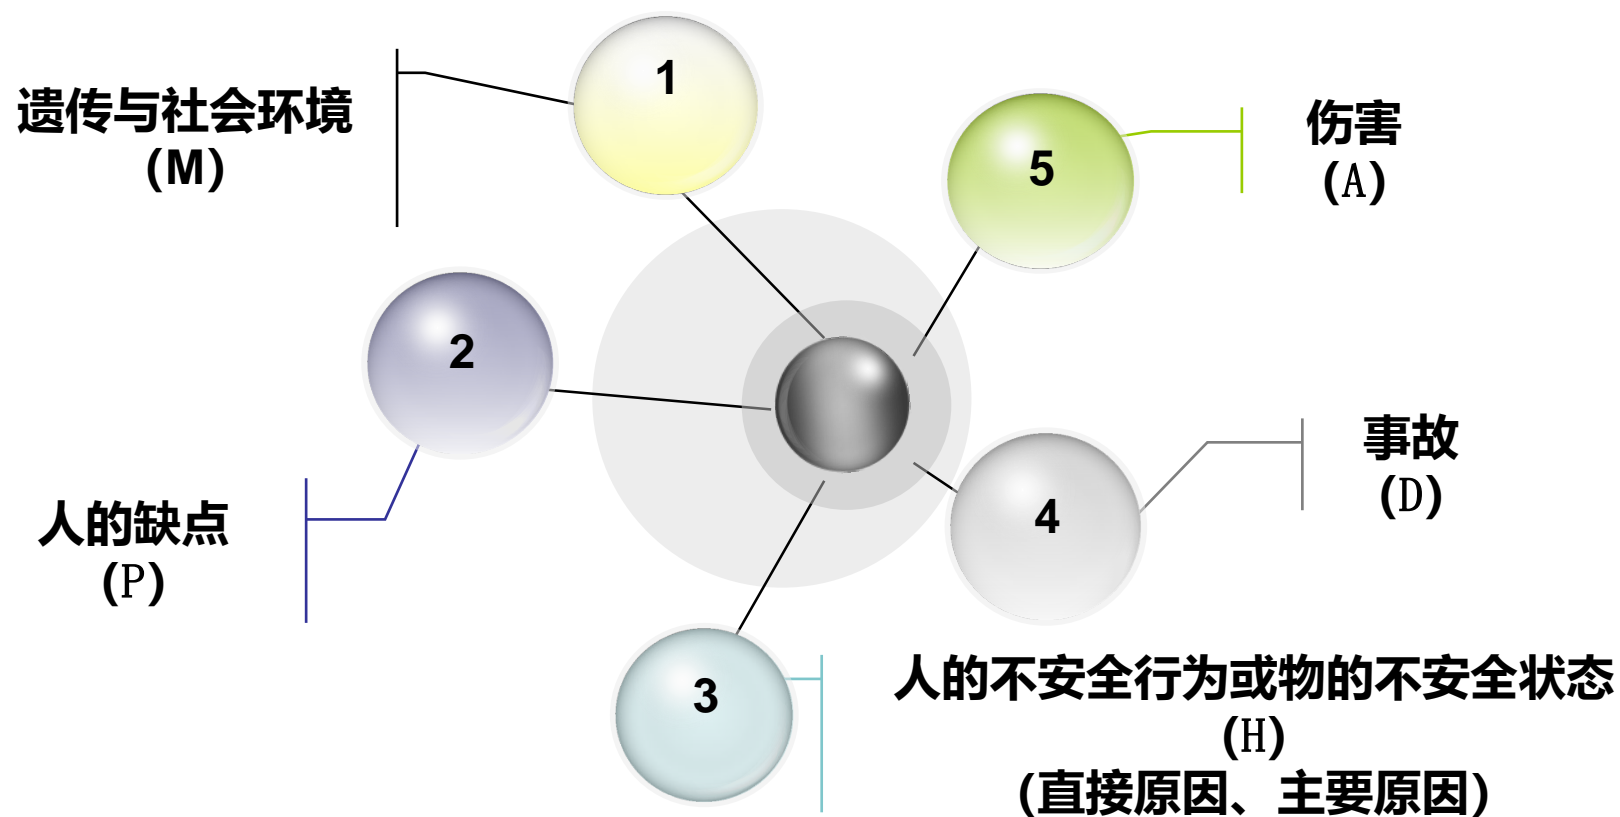 1
遗传与社会环境
(M)
2
人的缺点
(P)
3
人的不安全行为或物的不安全状态
(H)
(直接原因、主要原因)
4
事故
(D)
5
伤害
(A)